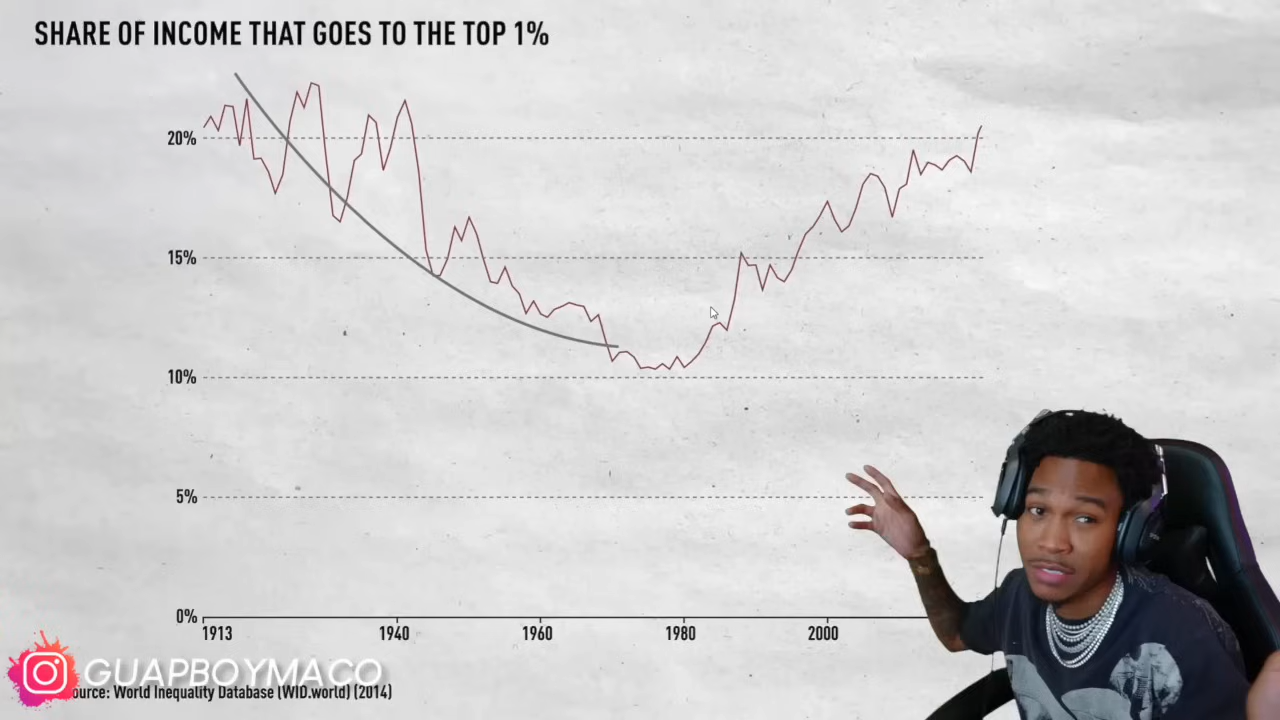 SHARE OF INCOME THAT GOES TO THE TOP 1%
20%
15%
10%
5%
0%
1913 1940 1960 1980 2000
GUAPBOYMACO
ource: World Inequality Database (WID.world) (2014)